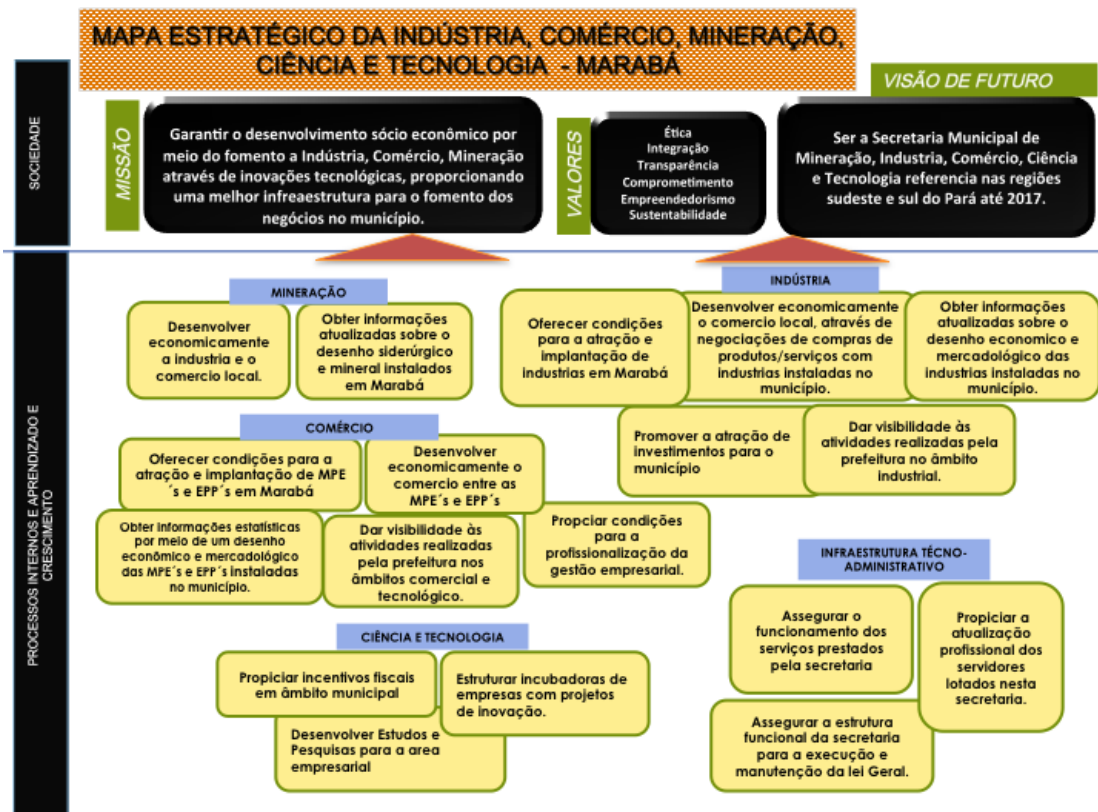 MAPA ESTRATÉGICO DA INDÚSTRIA, COMÉRCIO, MINERAÇÃO,
CIÊNCIA E TECNOLOGIA - MARABÁ
SOCIEDADE
MISSÃO
Garantir o desenvolvimento sócio econômico por
meio do fomento a Indústria, Comércio, Mineração
através de inovações tecnológicas, proporcionando
uma melhor infraestrutura para o fomento dos
negócios no município.
VALORES
Ética
Integração
Transparência
Comprometimento
Empreendedorismo
Sustentabilidade
VISÃO DE FUTURO
Ser a Secretaria Municipal de
Mineração, Industria, Comércio, Ciência
e Tecnologia referencia nas regiões
sudeste e sul do Pará até 2017.
PROCESSOS INTERNOS E APRENDIZADO E
CRESCIMENTO
MINERAÇÃO
Desenvolver
economicamente
a industria e o
comercio local.
Obter informações
atualizadas sobre o
desenho siderúrgico
e mineral instalados
em Marabá
INDÚSTRIA
Oferecer condições
para a atração e
implantação de
industrias em Marabá
Desenvolver economicamente
o comercio local, através de
negociações de compras de
produtos/serviços com
industrias instaladas no
município.
Obter informações
atualizadas sobre o
desenho economico e
mercadológico das
industrias instaladas no
município.
Promover a atração de
investimentos para o
município
Dar visibilidade às
atividades realizadas pela
prefeitura no âmbito
industrial.
COMÉRCIO
Oferecer condições para a
atração e implantação de MPE
´s e EPP´s em Marabá
Desenvolver
economicamente o
comercio entre as
MPE´s e EPP´s
Obter informações estatísticas
por meio de um desenho
econômico e mercadológico
das MPE´s e EPP´s instaladas
no município.
Dar visibilidade às
atividades realizadas
pela prefeitura nos
âmbitos comercial e
tecnológico.
Propciar condições
para a
profissionalização da
gestão empresarial.
CIÊNCIA E TECNOLOGIA
Propiciar incentivos fiscais
em âmbito municipal
Estruturar incubadoras de
empresas com projetos
de inovação.
Desenvolver Estudos e
Pesquisas para a area
empresarial
INFRAESTRUTURA TÉCNO-
ADMINISTRATIVO
Assegurar o
funcionamento dos
serviços prestados
pela secretaria
Propiciar a
atualização
profissional dos
servidores
lotados nesta
secretaria.
Assegurar a estrutura
funcional da secretaria
para a execução e
manutenção da lei Geral.